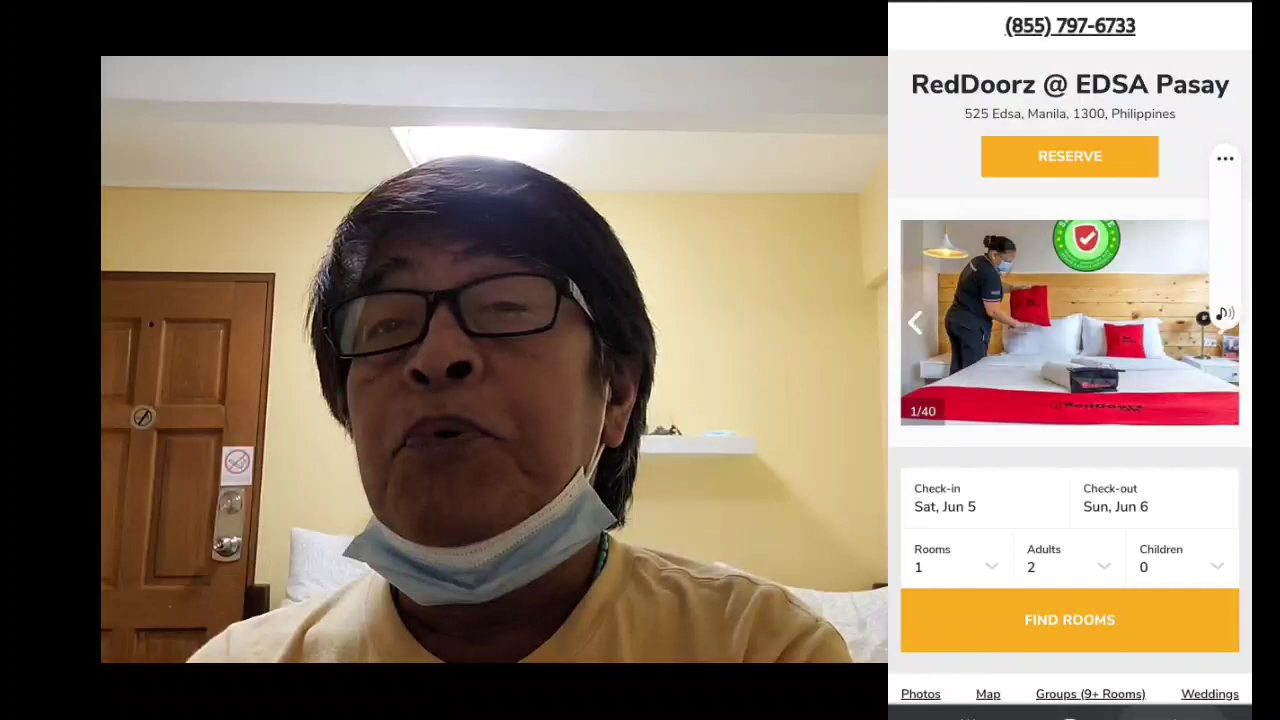 (855) 797-6733
RedDoorz @ EDSA Pasay
525 Edsa, Manila, 1300, Philippines
RESERVE
1/40
RedDoorz
Check-in
Sat, Jun 5
Check-out
Sun, Jun 6
Rooms
1
Adults
2
Children
0
FIND ROOMS
Photos
Map
Groups (9+ Rooms)
Weddings